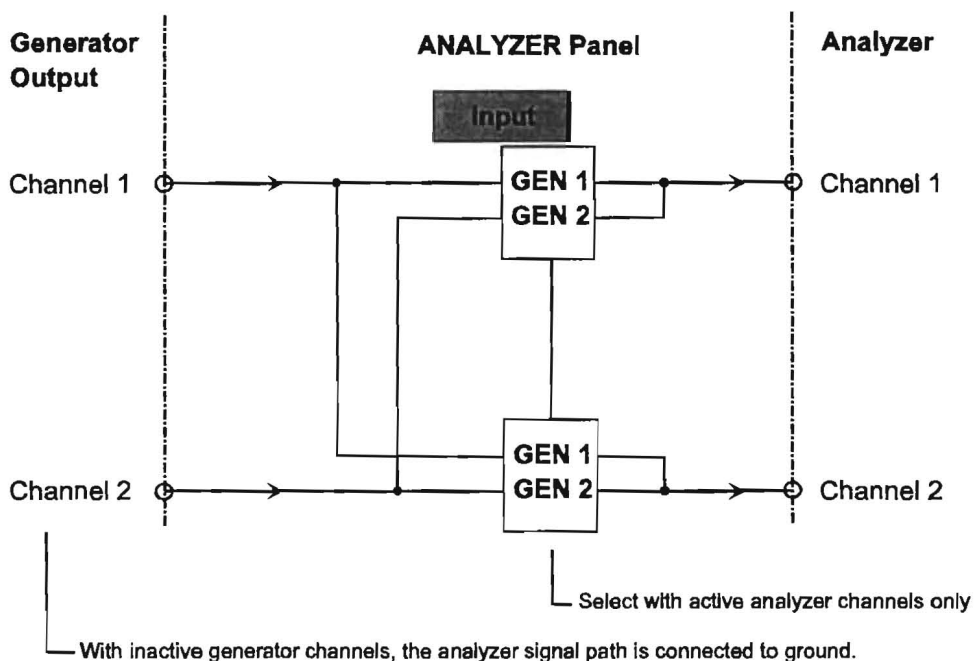 Generator
Output
ANALYZER Panel
Analyzer
Input
Channel 1
GEN 1
GEN 2
Channel 1
Channel 2
GEN 1
GEN 2
Channel 2
Select with active analyzer channels only
With inactive generator channels, the analyzer signal path is connected to ground.